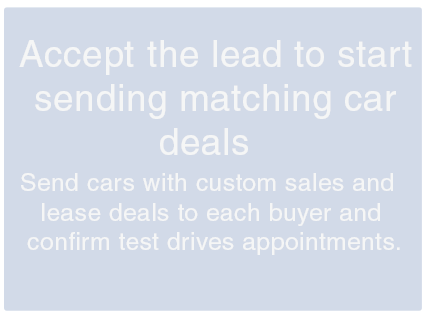 Accept the lead to start
sending matching car
deals
Send cars with custom sales and
lease deals to each buyer and
confirm test drives appointments.